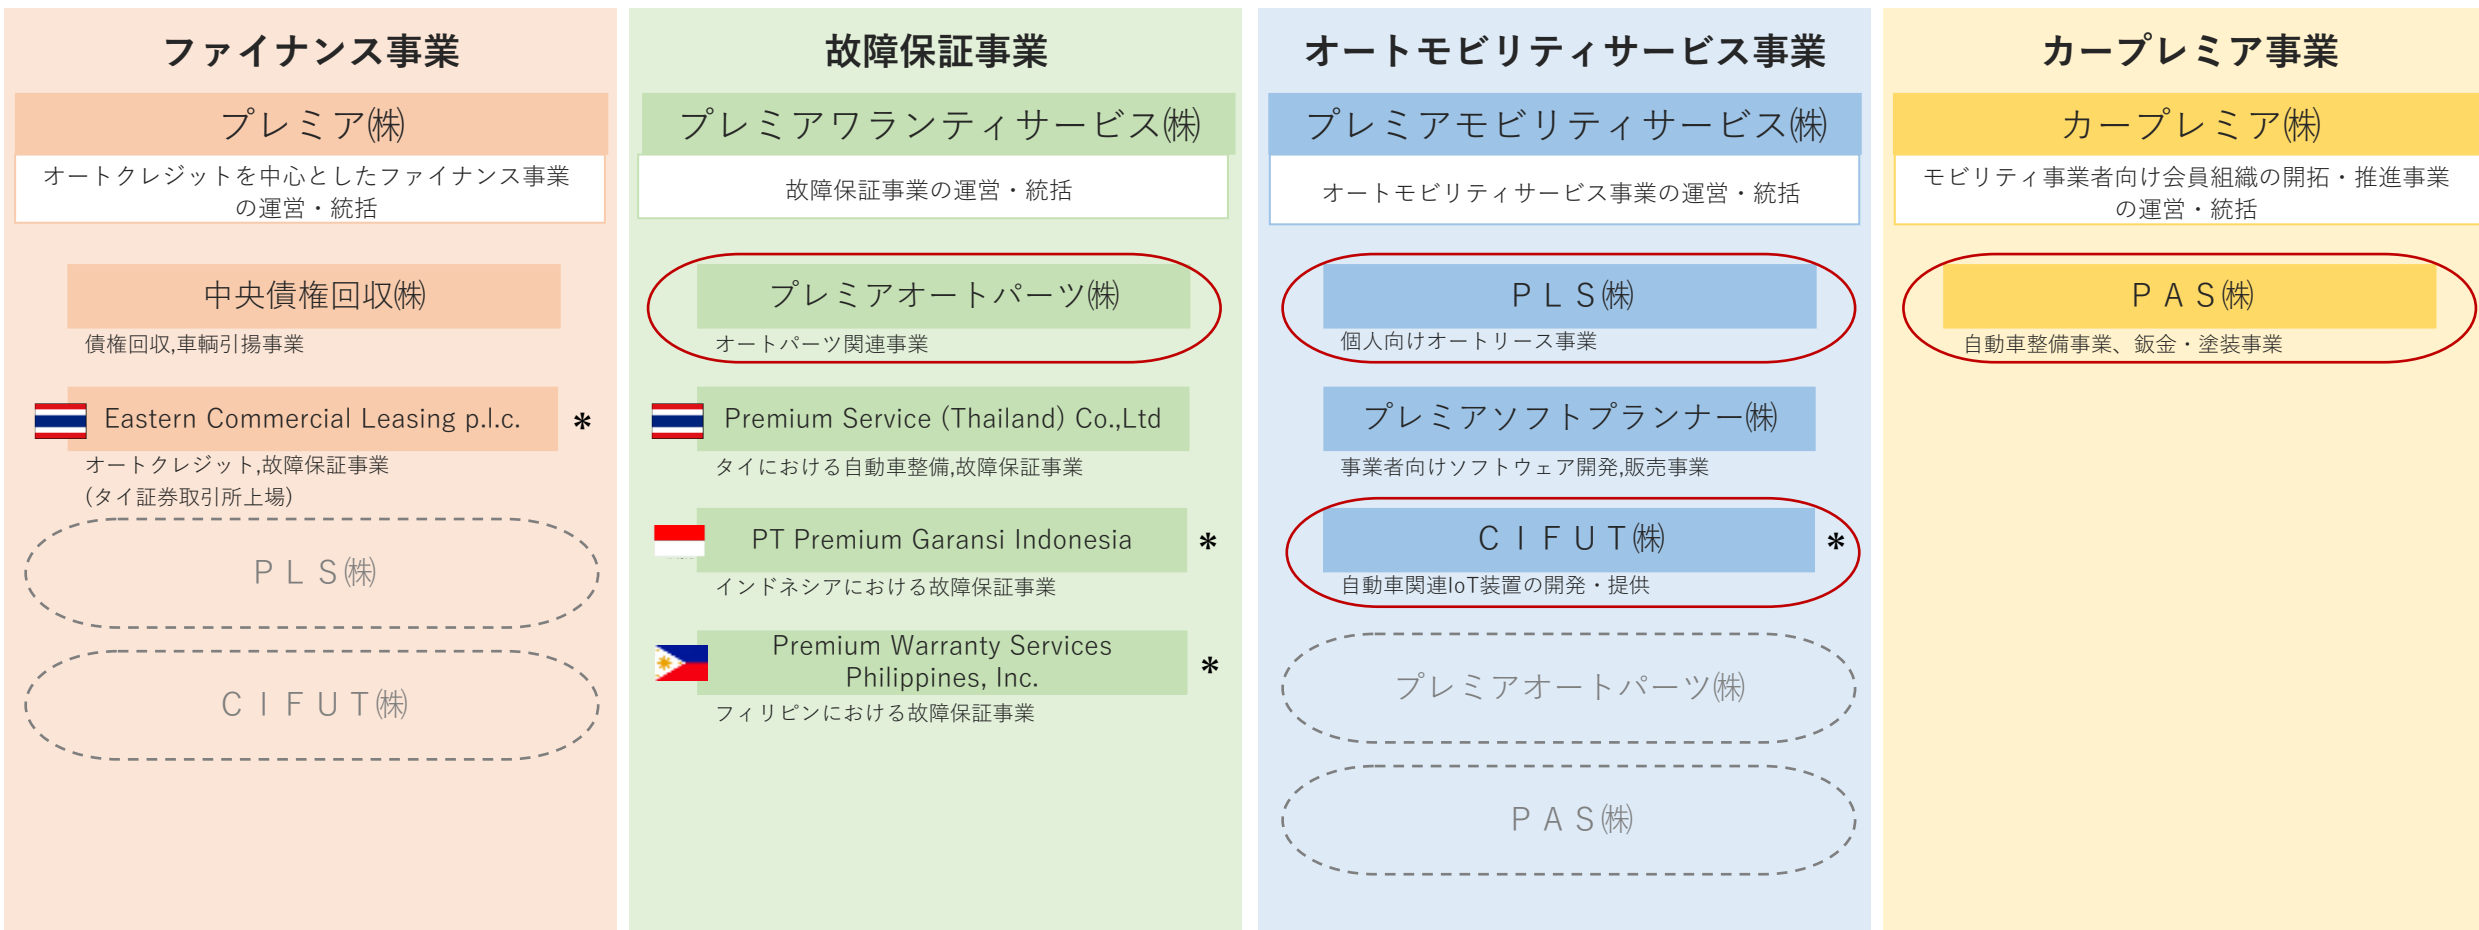 ファイナンス事業
プレミア㈱
オートクレジットを中心としたファイナンス事業
の運営・統括
中央債権回収㈱
債権回収,車輌引揚事業
Eastern Commercial Leasing p.l.c.
*
オートクレジット,故障保証事業
(タイ証券取引所上場)
ＰＬＳ㈱
ＣＩＦＵＴ㈱
故障保証事業
プレミアワランティサービス㈱
故障保証事業の運営・統括
プレミアオートパーツ㈱
オートパーツ関連事業
Premium Service (Thailand) Co.,Ltd
タイにおける自動車整備,故障保証事業
PT Premium Garansi Indonesia
*
インドネシアにおける故障保証事業
Premium Warranty Services
Philippines, Inc.
*
フィリピンにおける故障保証事業
オートモビリティサービス事業
プレミアモビリティサービス㈱
オートモビリティサービス事業の運営・統括
ＰＬＳ㈱
個人向けオートリース事業
プレミアソフトプランナー㈱
事業者向けソフトウェア開発,販売事業
ＣＩＦＵＴ㈱
*
自動車関連IoT装置の開発・提供
プレミアオートパーツ㈱
ＰＡＳ㈱
カープレミア事業
カープレミア㈱
モビリティ事業者向け会員組織の開拓・推進事業
の運営・統括
ＰＡＳ㈱
自動車整備事業、鈑金・塗装事業